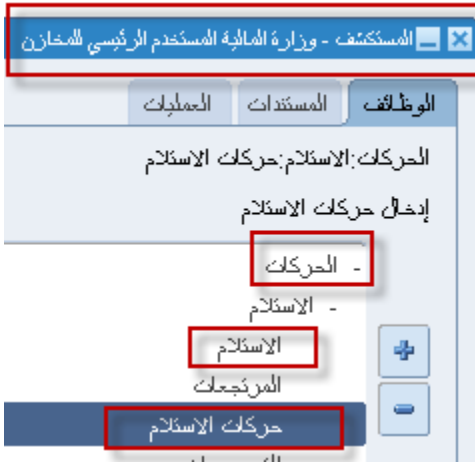 المستكشف - وزارة المالية المستخدم الرئيسي للمخازن
الوظائف المستندات العمليات
الحركات:الاستلام:حركات الاستلام
إدخال حركات الاستلام
- الحركات
- الاستلام
الاستلام
المرتجعات
حركات الاستلام